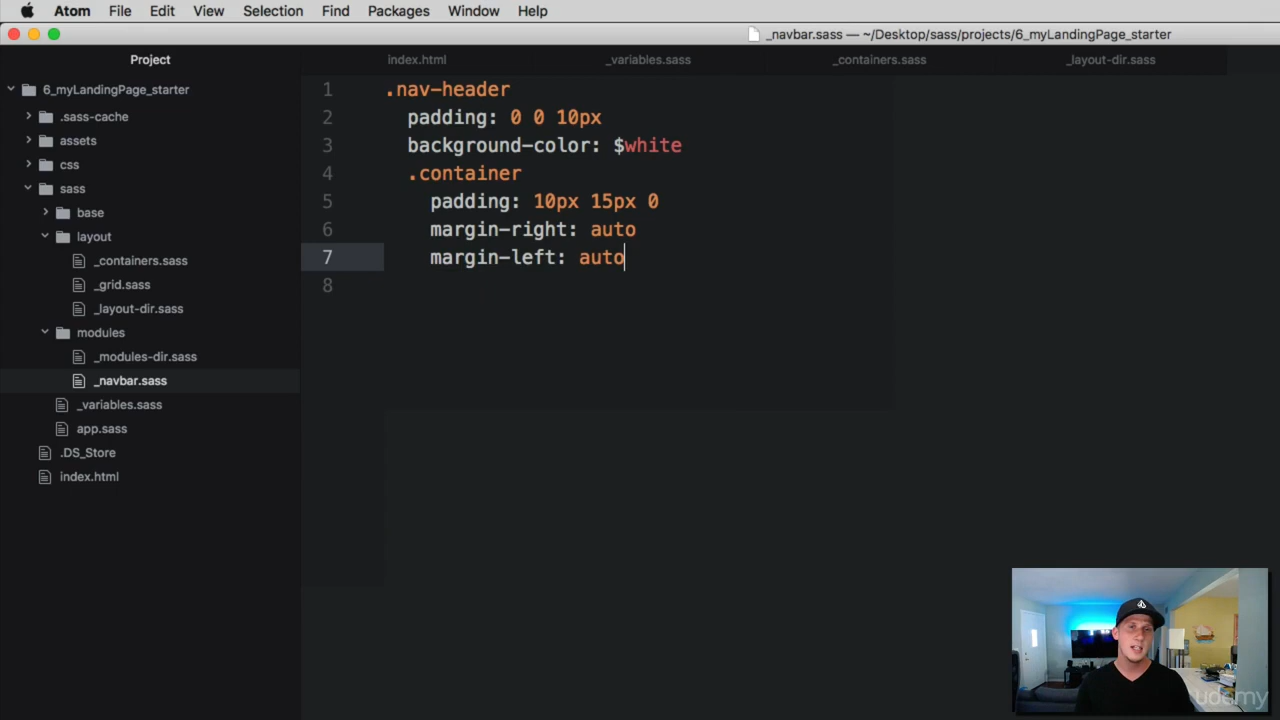 Atom File Edit View Selection Find Packages Window Help
_navbar.sass — ~/Desktop/sass/projects/6_myLandingPage_starter
Project
index.html _variables.sass _containers.sass _layout-dir.sass
6_myLandingPage_starter
.sass-cache
assets
css
sass
base
layout
_containers.sass
_grid.sass
_layout-dir.sass
modules
_modules-dir.sass
_navbar.sass
_variables.sass
app.sass
.DS_Store
index.html
1 .nav-header
2 padding: 0 0 10px
3 background-color: $white
4 .container
5 padding: 10px 15px 0
6 margin-right: auto
7 margin-left: auto
8
udemy